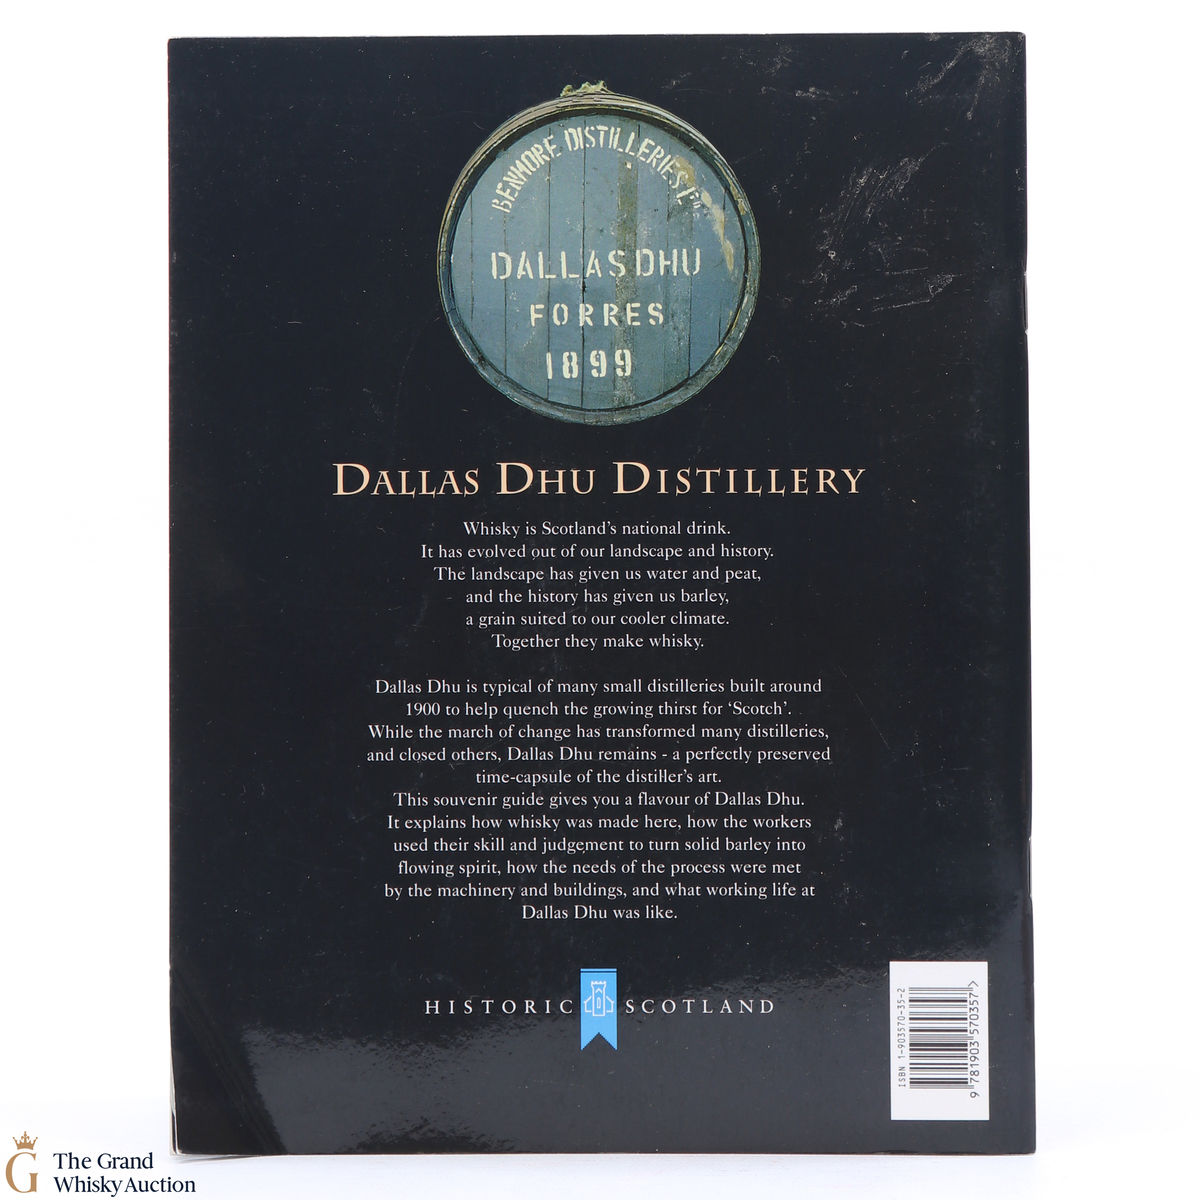 BENMORE DISTILLERIES LTD
DALLAS DHU
FORRES
1899
DALLAS DHU DISTILLERY
Whisky is Scotland's national drink.
It has evolved out of our landscape and history.
The landscape has given us water and peat,
and the history has given us barley,
a grain suited to our cooler climate.
Together they make whisky.
Dallas Dhu is typical of many small distilleries built around
1900 to help quench the growing thirst for 'Scotch'.
While the march of change has transformed many distilleries,
and closed others, Dallas Dhu remains - a perfectly preserved
time-capsule of the distiller's art.
This souvenir guide gives you a flavour of Dallas Dhu.
It explains how whisky was made here, how the workers
used their skill and judgement to turn solid barley into
flowing spirit, how the needs of the process were met
by the machinery and buildings, and what working life at
Dallas Dhu was like.
HISTORIC SCOTLAND
ISBN 1-903570-35-2
9 781903 570357 >
G
The Grand
Whisky Auction